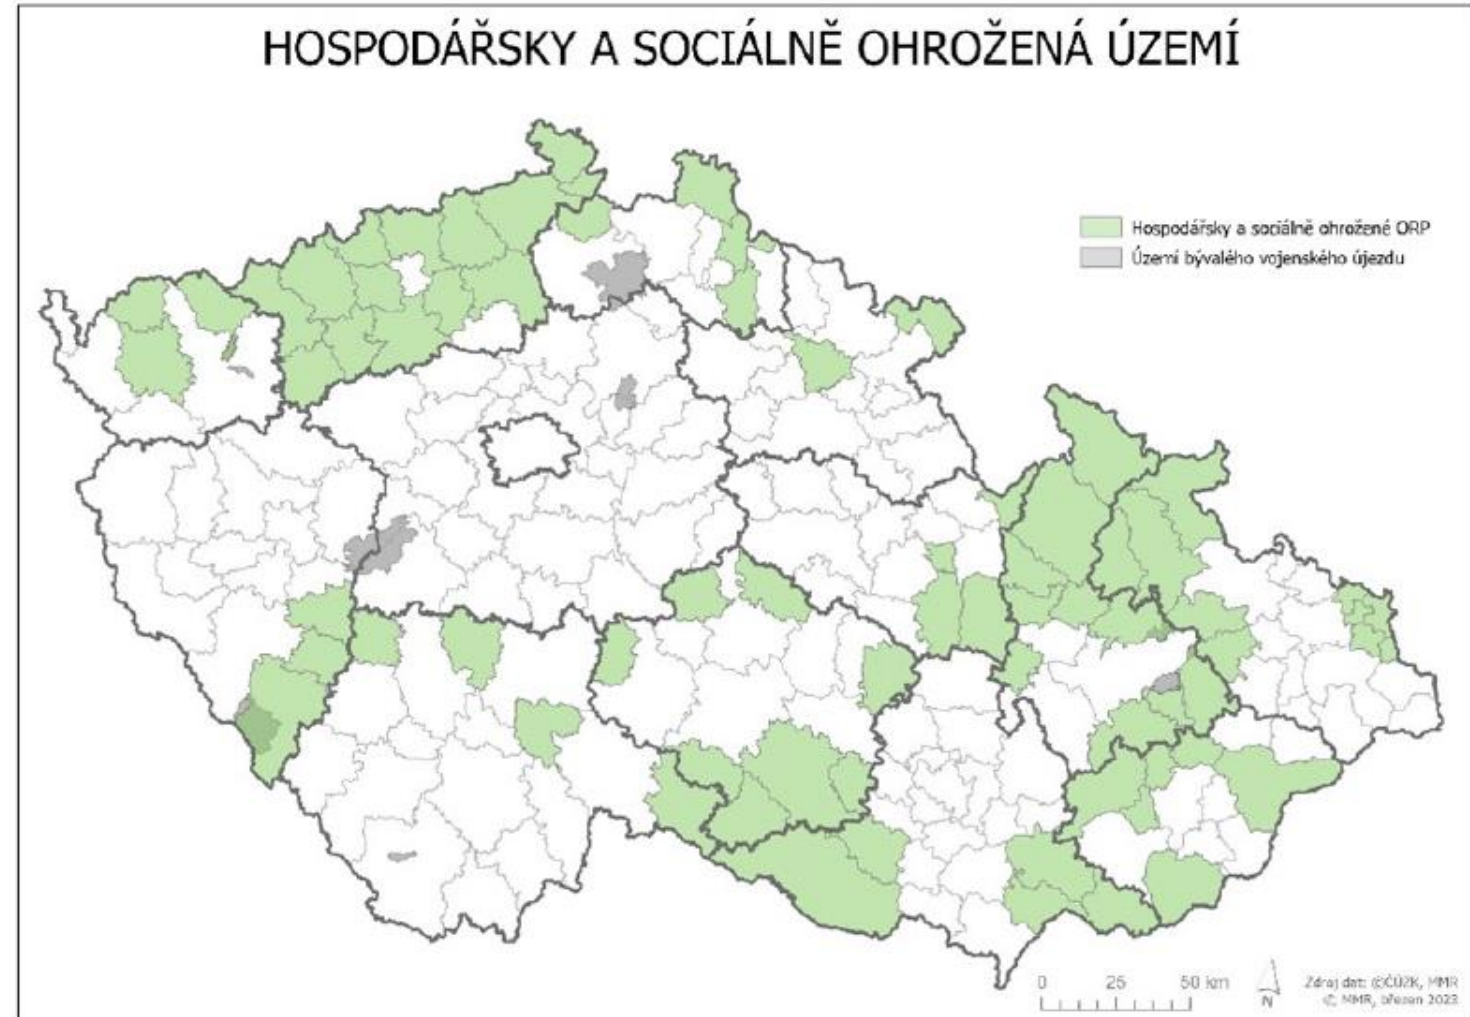 HOSPODÁŘSKY A SOCIÁLNĚ OHROŽENÁ ÚZEMÍ
Hospodářsky a sociálně ohrožené ORP
Území bývalého vojenského újezdu
0 25 50 km
N
Zdroj dat: ©ČÚZK, MMR
© MMR, březen 2023